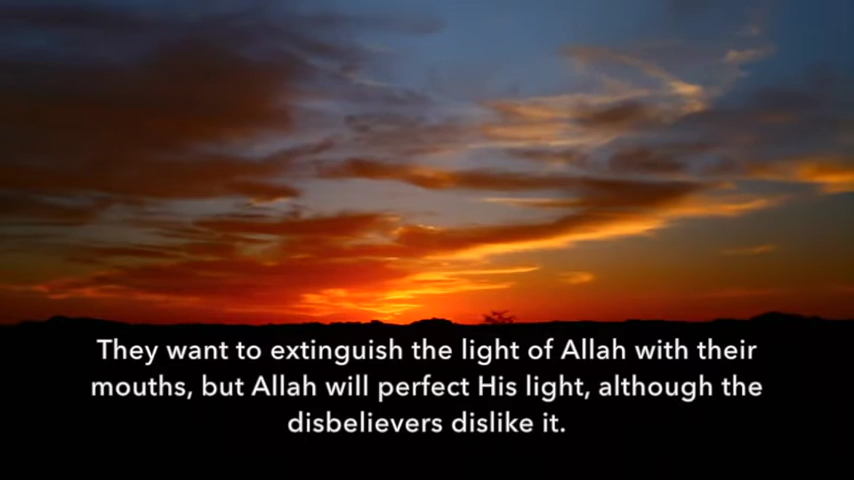 They want to extinguish the light of Allah with their
mouths, but Allah will perfect His light, although the
disbelievers dislike it.